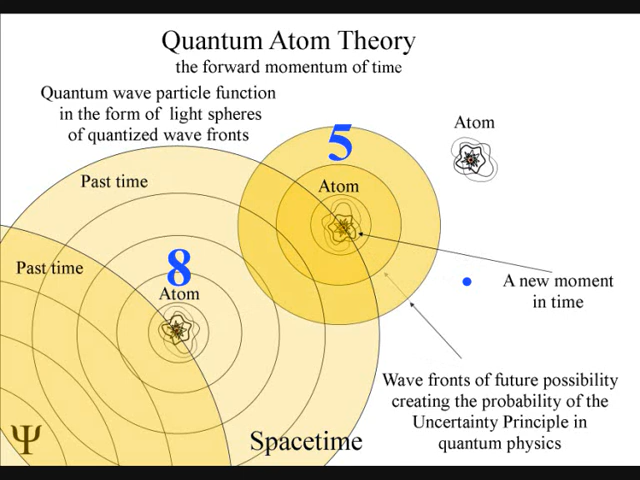 Quantum Atom Theory
the forward momentum of time
Quantum wave particle function
in the form of light spheres
of quantized wave fronts
5
Atom
Past time
Atom
8
Past time
Atom
A new moment
in time
Wave fronts of future possibility
creating the probability of the
Uncertainty Principle in
quantum physics
Spacetime
Ψ